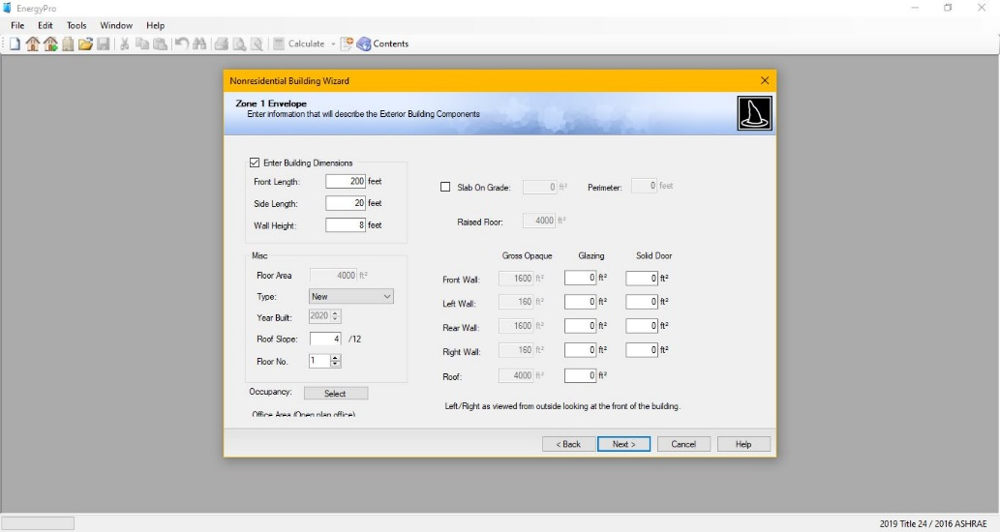 EnergyPro
File Edit Tools Window Help
Calculate Contents
Nonresidential Building Wizard
Zone 1 Envelope
Enter information that will describe the Exterior Building Components
Enter Building Dimensions
Front Length: 200 feet
Side Length: 20 feet
Wall Height: 8 feet
Slab On Grade: 0 ft² Perimeter: 0 feet
Raised Floor: 4000 ft²
Misc
Floor Area 4000 ft²
Type: New
Year Built: 2020
Roof Slope: 4 /12
Floor No. 1
Occupancy: Select
Office Area (Open plan office)
Gross Opaque Glazing Solid Door
Front Wall: 1600 ft² 0 ft² 0 ft²
Left Wall: 160 ft² 0 ft² 0 ft²
Rear Wall: 1600 ft² 0 ft² 0 ft²
Right Wall: 160 ft² 0 ft² 0 ft²
Roof: 4000 ft² 0 ft²
Left/Right as viewed from outside looking at the front of the building.
< Back Next > Cancel Help
2019 Title 24 / 2016 ASHRAE